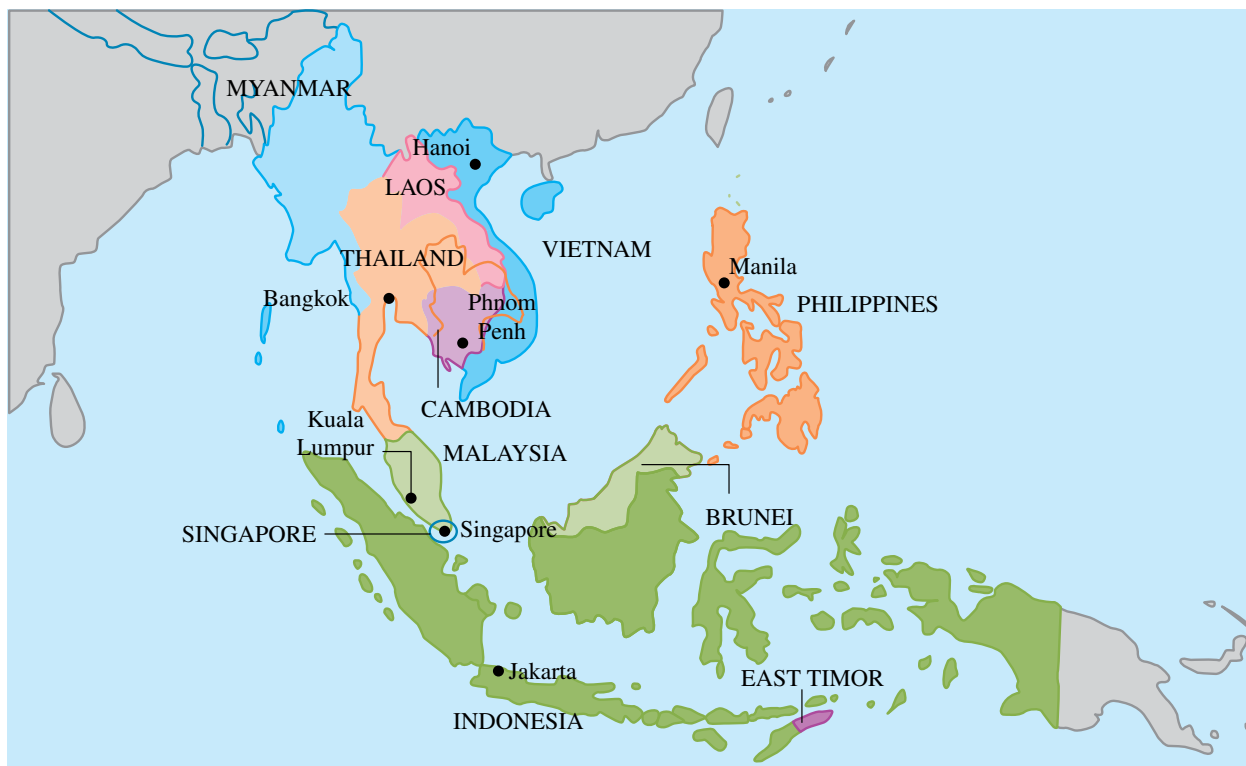 MYANMAR
Hanoi
LAOS
VIETNAM
THAILAND
Manila
Bangkok
PHILIPPINES
Phnom
Penh
CAMBODIA
Kuala
Lumpur
MALAYSIA
BRUNEI
SINGAPORE
Singapore
Jakarta
EAST TIMOR
INDONESIA